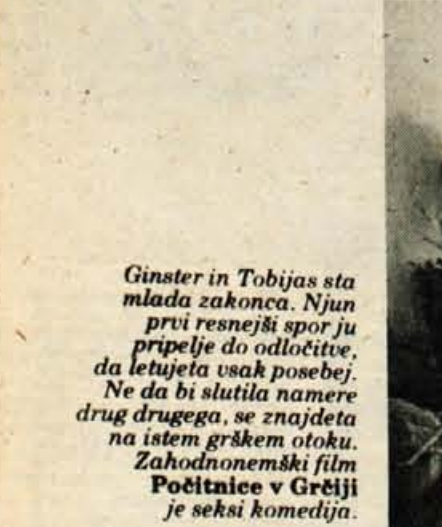 Ginster in Tobijas sta
mlada zakonca. Njun
prvi resnejši spor ju
pripelje do odločitve,
da letujeta vsak posebej.
Ne da bi slutila namere
drug drugega, se znajdeta
na istem grškem otoku.
Zahodnonemški film
Počitnice v Grčiji
je seksi komedija.